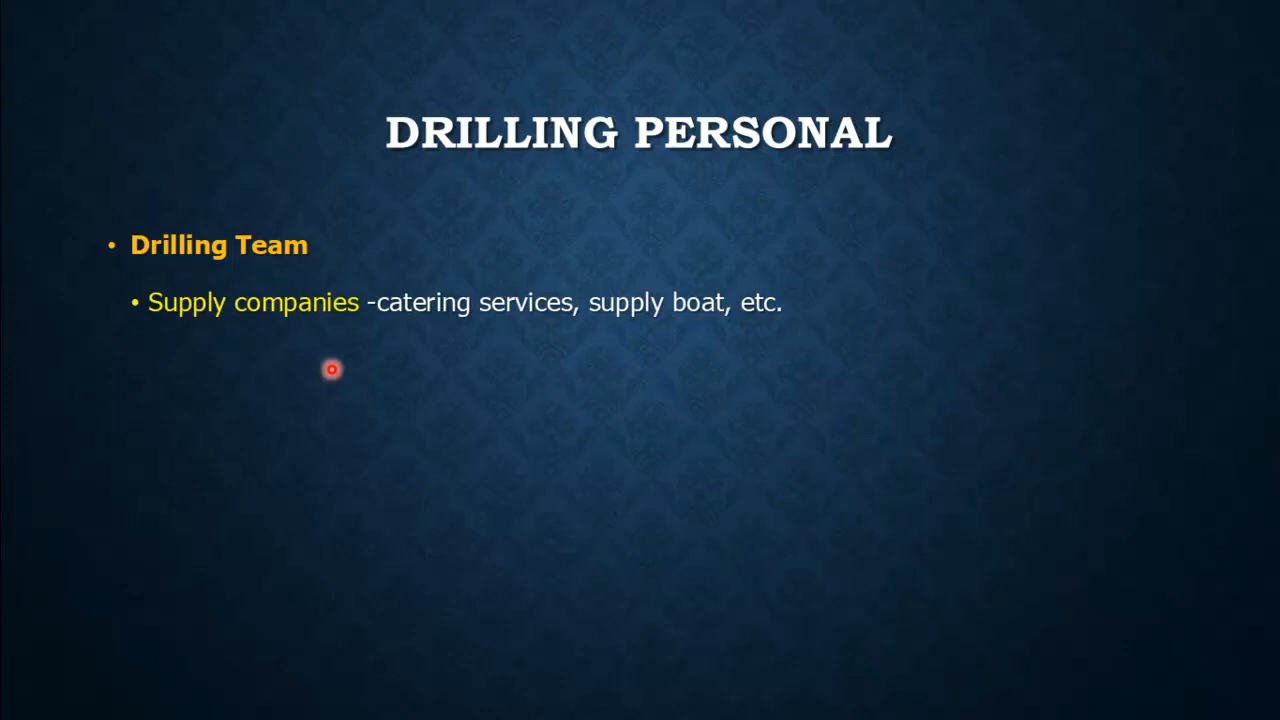 DRILLING PERSONAL
• Drilling Team
• Supply companies -catering services, supply boat, etc.